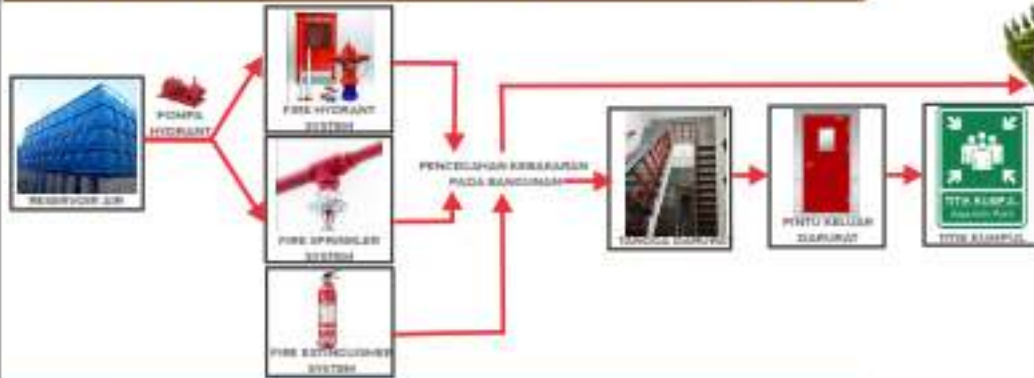 RESERVOIR AIR
POMPA
HYDRANT
FIRE HYDRANT
SYSTEM
FIRE SPRINKLER
SYSTEM
FIRE EXTINGUISHER
SYSTEM
PENCEGAHAN KEBAKARAN
PADA BANGUNAN
TANGGA DARURAT
PINTU KELUAR
DARURAT
TITIK KUMPUL
TITIK KUMPUL